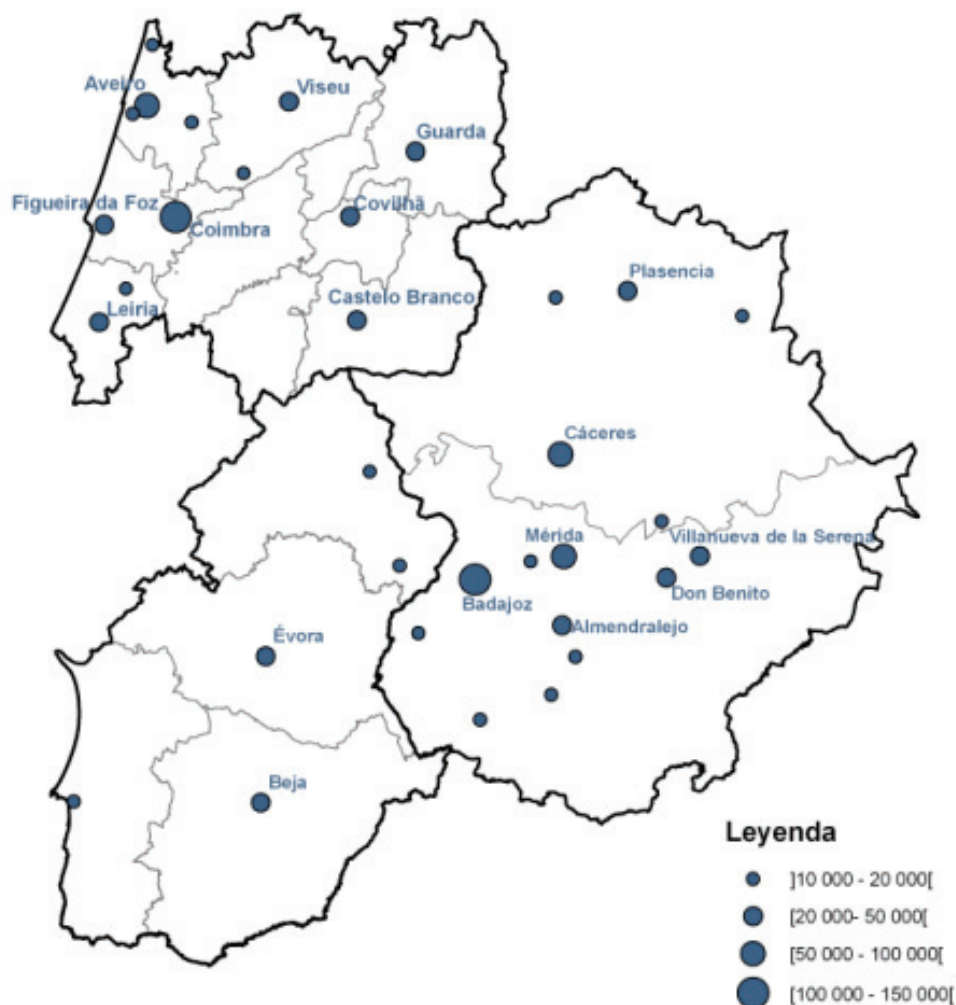 Aveiro
Viseu
Guarda
Figueira da Foz
Coimbra
Covilhã
Leiria
Castelo Branco
Plasencia
Cáceres
Mérida
Villanueva de la Serena
Badajoz
Don Benito
Almendralejo
Évora
Beja
Leyenda
]10 000 - 20 000[
[20 000- 50 000[
[50 000 - 100 000[
[100 000 - 150 000[